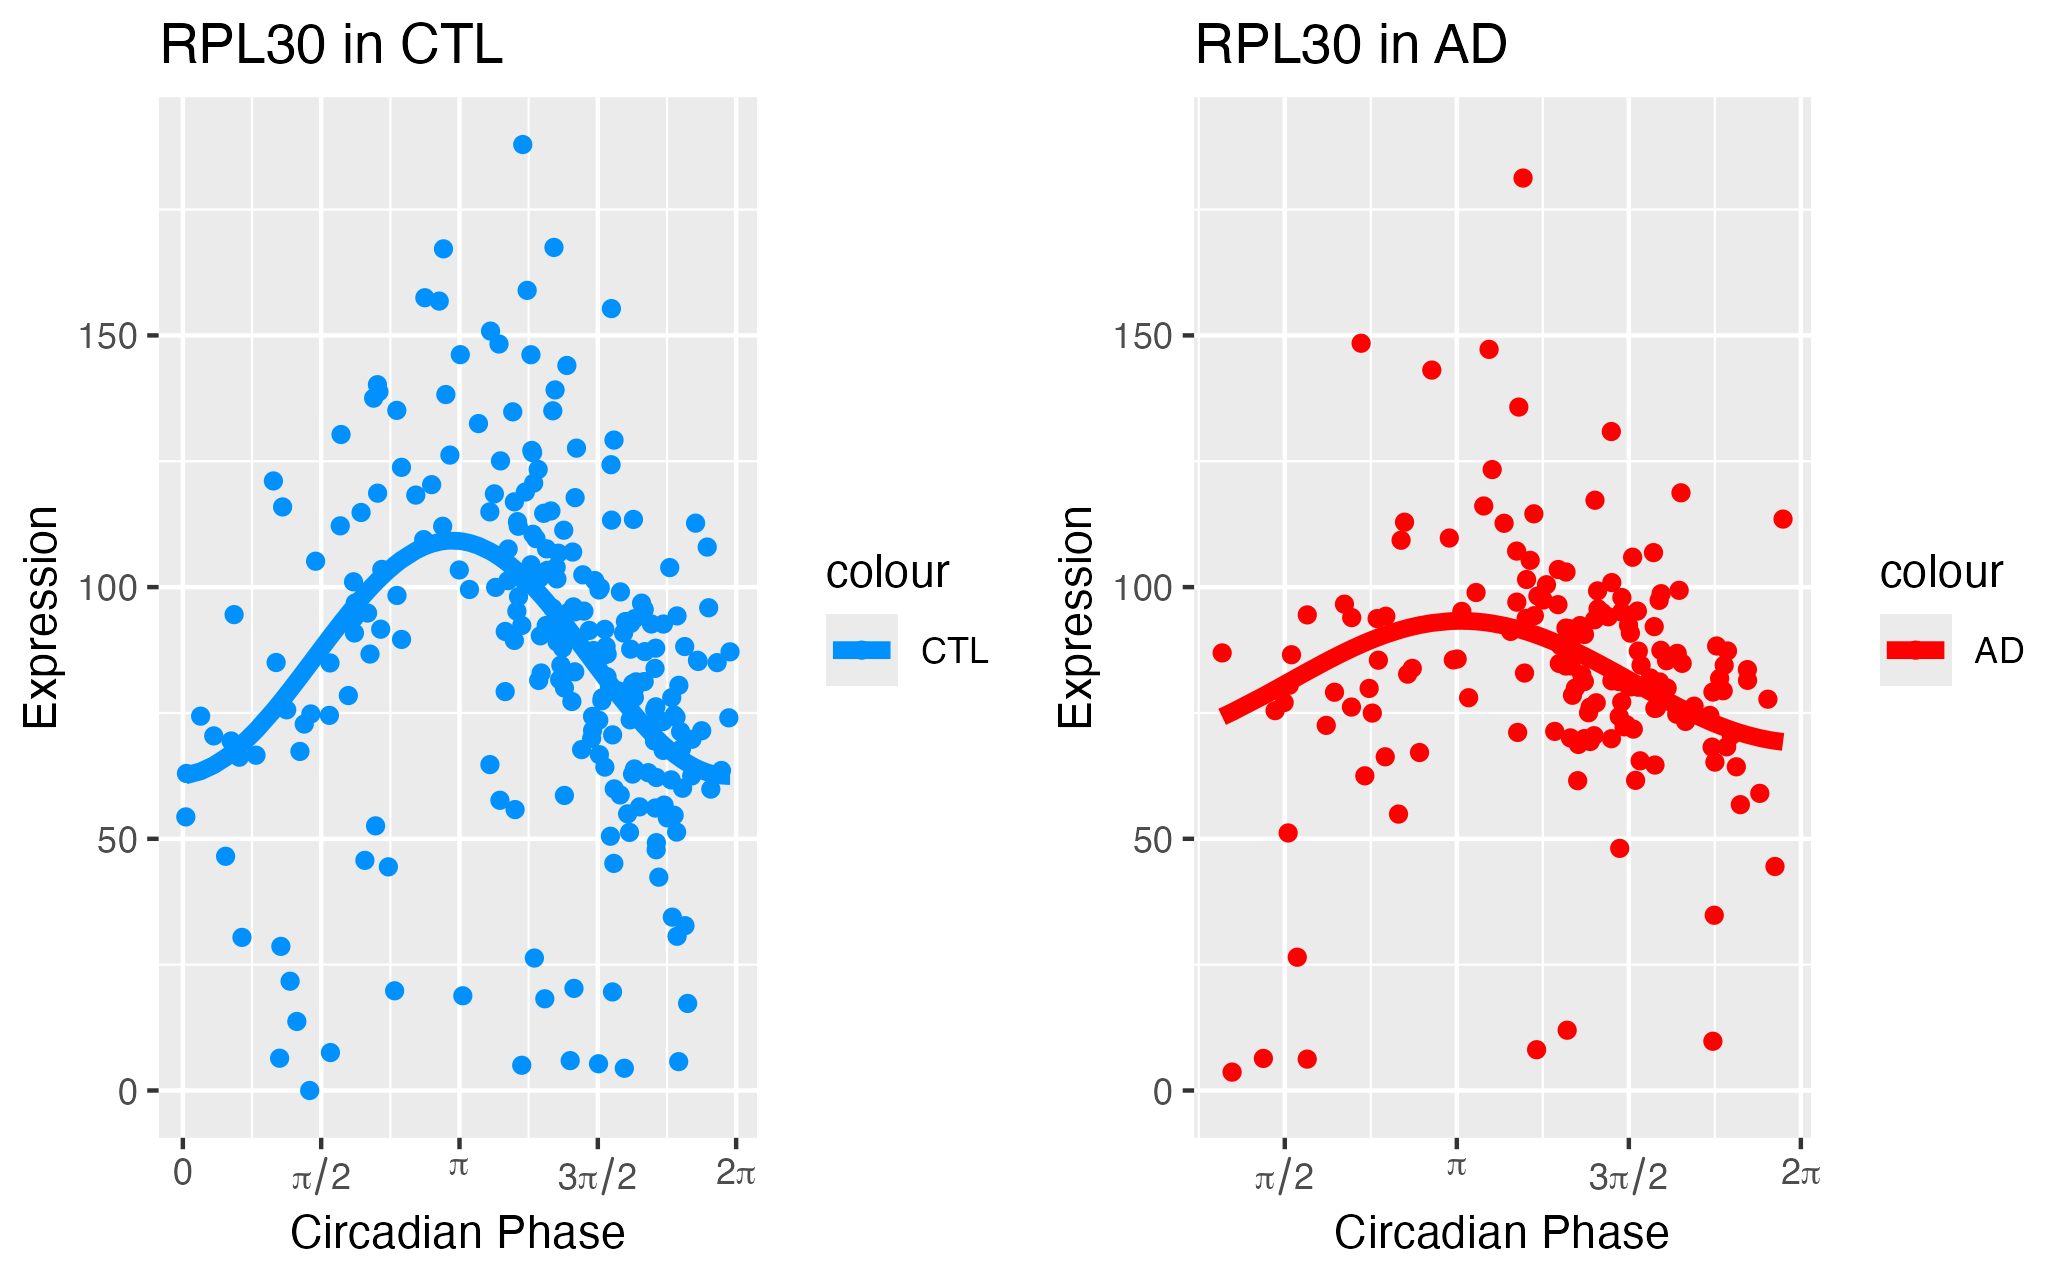 RPL30 in CTL
Expression
150
100
50
0
0 π/2 π 3π/2 2π
Circadian Phase
colour
CTL
RPL30 in AD
Expression
150
100
50
0
π/2 π 3π/2 2π
Circadian Phase
colour
AD